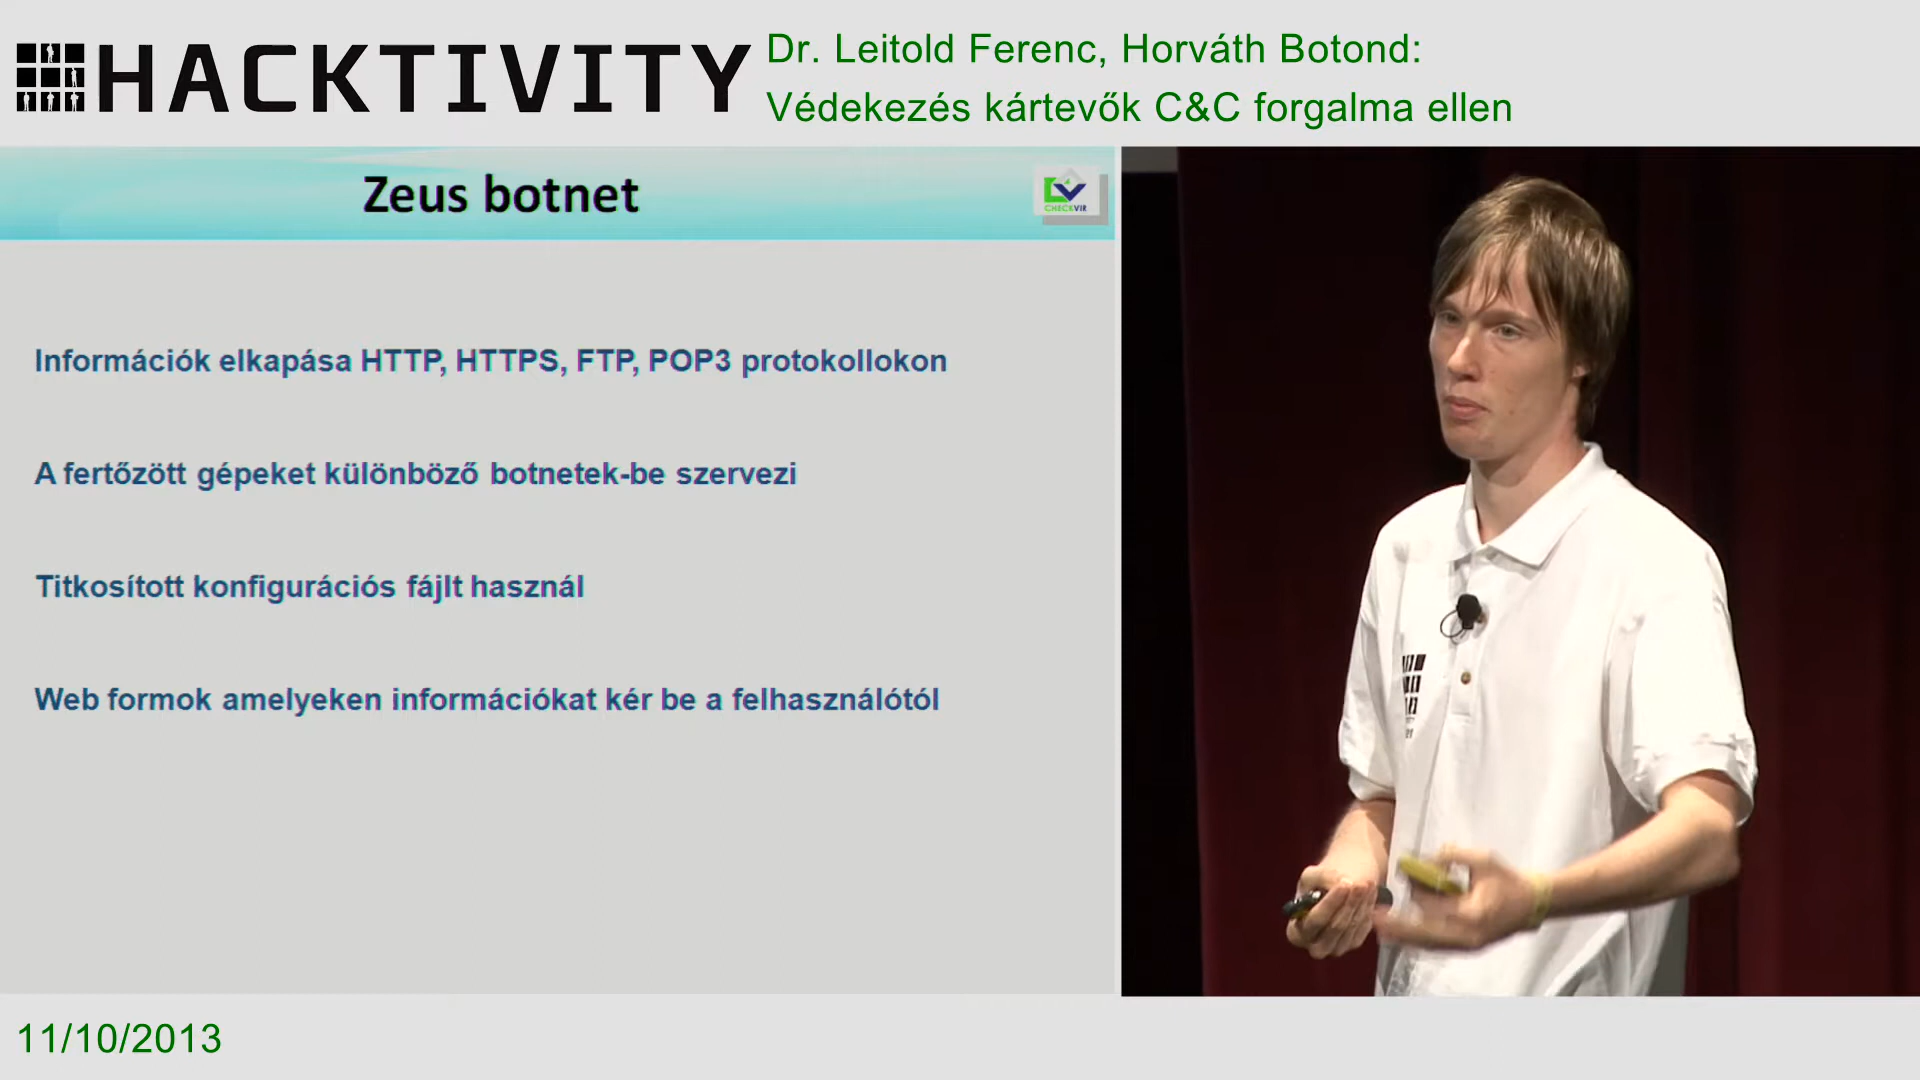 HACKTIVITY
Dr. Leitold Ferenc, Horváth Botond:
Védekezés kártevők C&C forgalma ellen
Zeus botnet
CHECKVIR
Információk elkapása HTTP, HTTPS, FTP, POP3 protokollokon
A fertőzött gépeket különböző botnetek-be szervezi
Titkosított konfigurációs fájlt használ
Web formok amelyeken információkat kér be a felhasználótól
11/10/2013